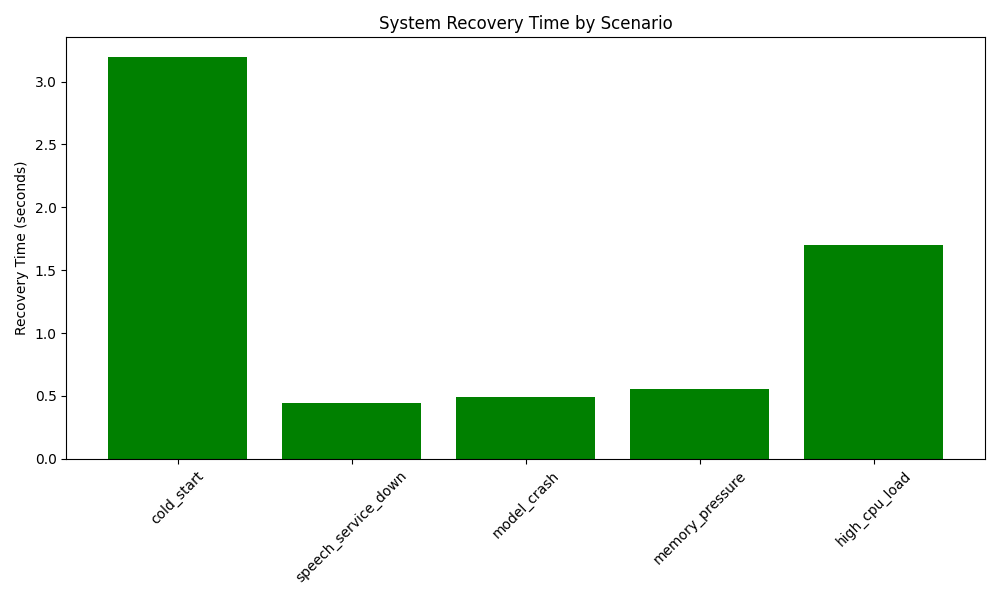 System Recovery Time by Scenario
Recovery Time (seconds)
3.0
2.5
2.0
1.5
1.0
0.5
0.0
cold_start
speech_service_down
model_crash
memory_pressure
high_cpu_load